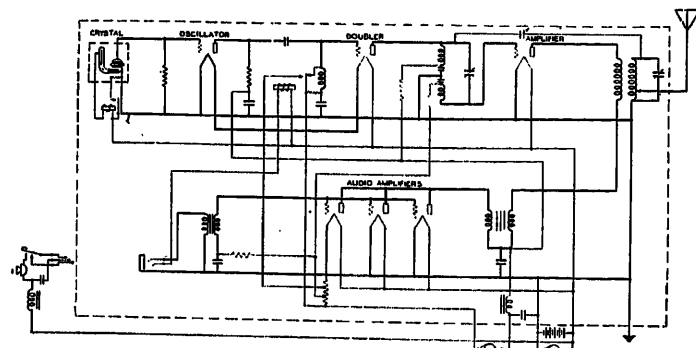 CRYSTAL
OSCILLATOR
DOUBLER
AMPLIFIER
AUDIO AMPLIFIERS